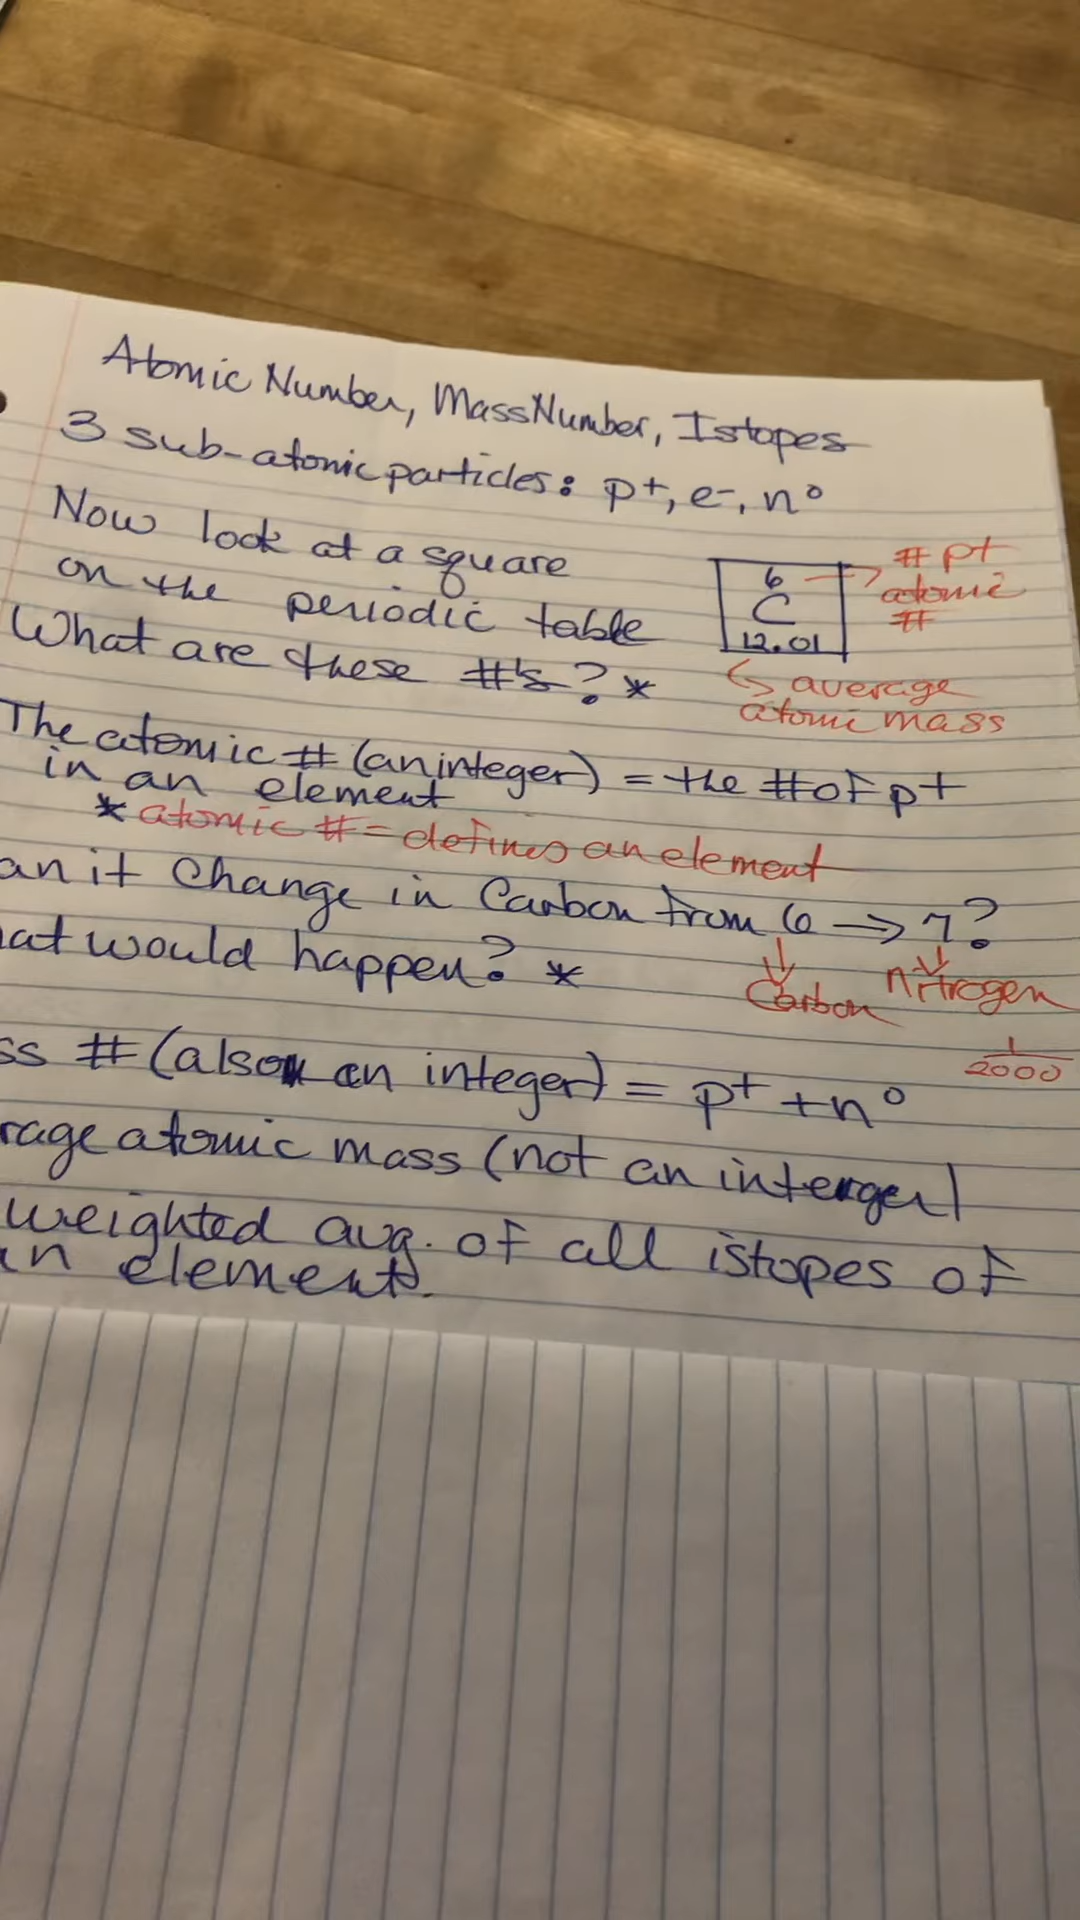 Atomic Number, Mass Number, Istopes
3 sub-atomic particles: p+, e-, n°
Now look at a square
on the periodic table
What are these #'s? *
6
C
12.01
# p+
atomic
#
average
atomic mass
The atomic # (an integer) = the # of p+
in an element
* atomic # = defines an element
an it change in Carbon from 6 → 7?
hat would happen? *
Carbon
nitrogen
ss # (also an integer) = p+ + n°
1/2000
rage atomic mass (not an interger)
weighted avg. of all istopes of
an element.